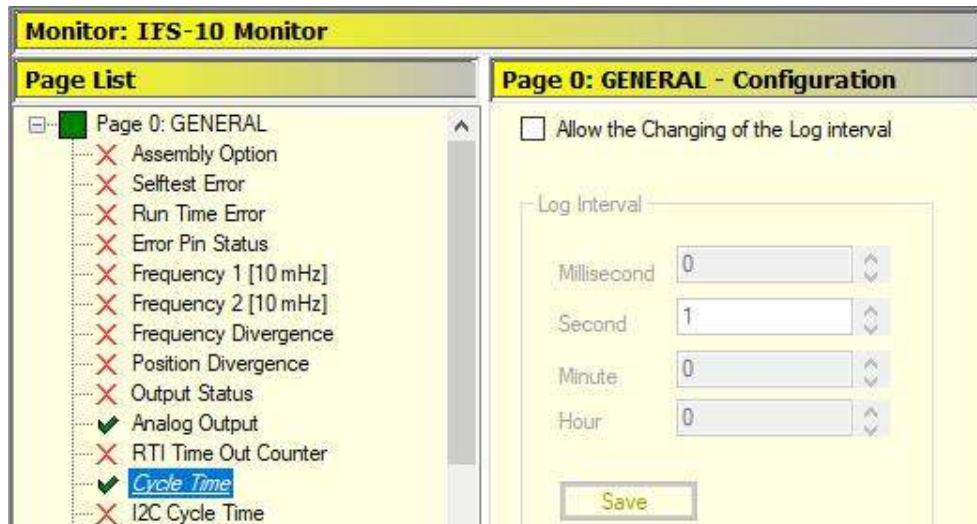 Monitor: IFS-10 Monitor
Page List
Page 0: GENERAL
Assembly Option
Selftest Error
Run Time Error
Error Pin Status
Frequency 1 [10 mHz]
Frequency 2 [10 mHz]
Frequency Divergence
Position Divergence
Output Status
Analog Output
RTI Time Out Counter
Cycle Time
I2C Cycle Time
Page 0: GENERAL - Configuration
Allow the Changing of the Log interval
Log Interval
Millisecond 0
Second 1
Minute 0
Hour 0
Save